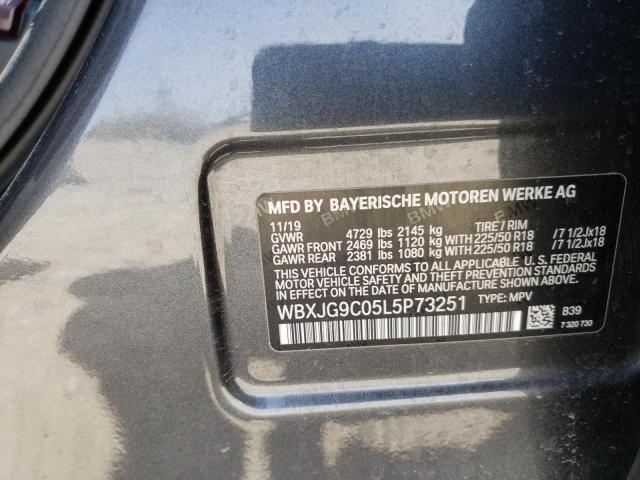 MFD BY BAYERISCHE MOTOREN WERKE AG
11/19
GVWR 4729 lbs 2145 kg TIRE / RIM
GAWR FRONT 2469 lbs 1120 kg WITH 225/50 R18 /7 1/2Jx18
GAWR REAR 2381 lbs 1080 kg WITH 225/50 R18 /7 1/2Jx18
THIS VEHICLE CONFORMS TO ALL APPLICABLE U.S. FEDERAL
MOTOR VEHICLE SAFETY, BUMPER, AND THEFT PREVENTION
STANDARDS IN EFFECT ON THE DATE OF MANUFACTURE SHOWN ABOVE.
WBXJG9C05L5P73251 TYPE: MPV
B39
7 320 730